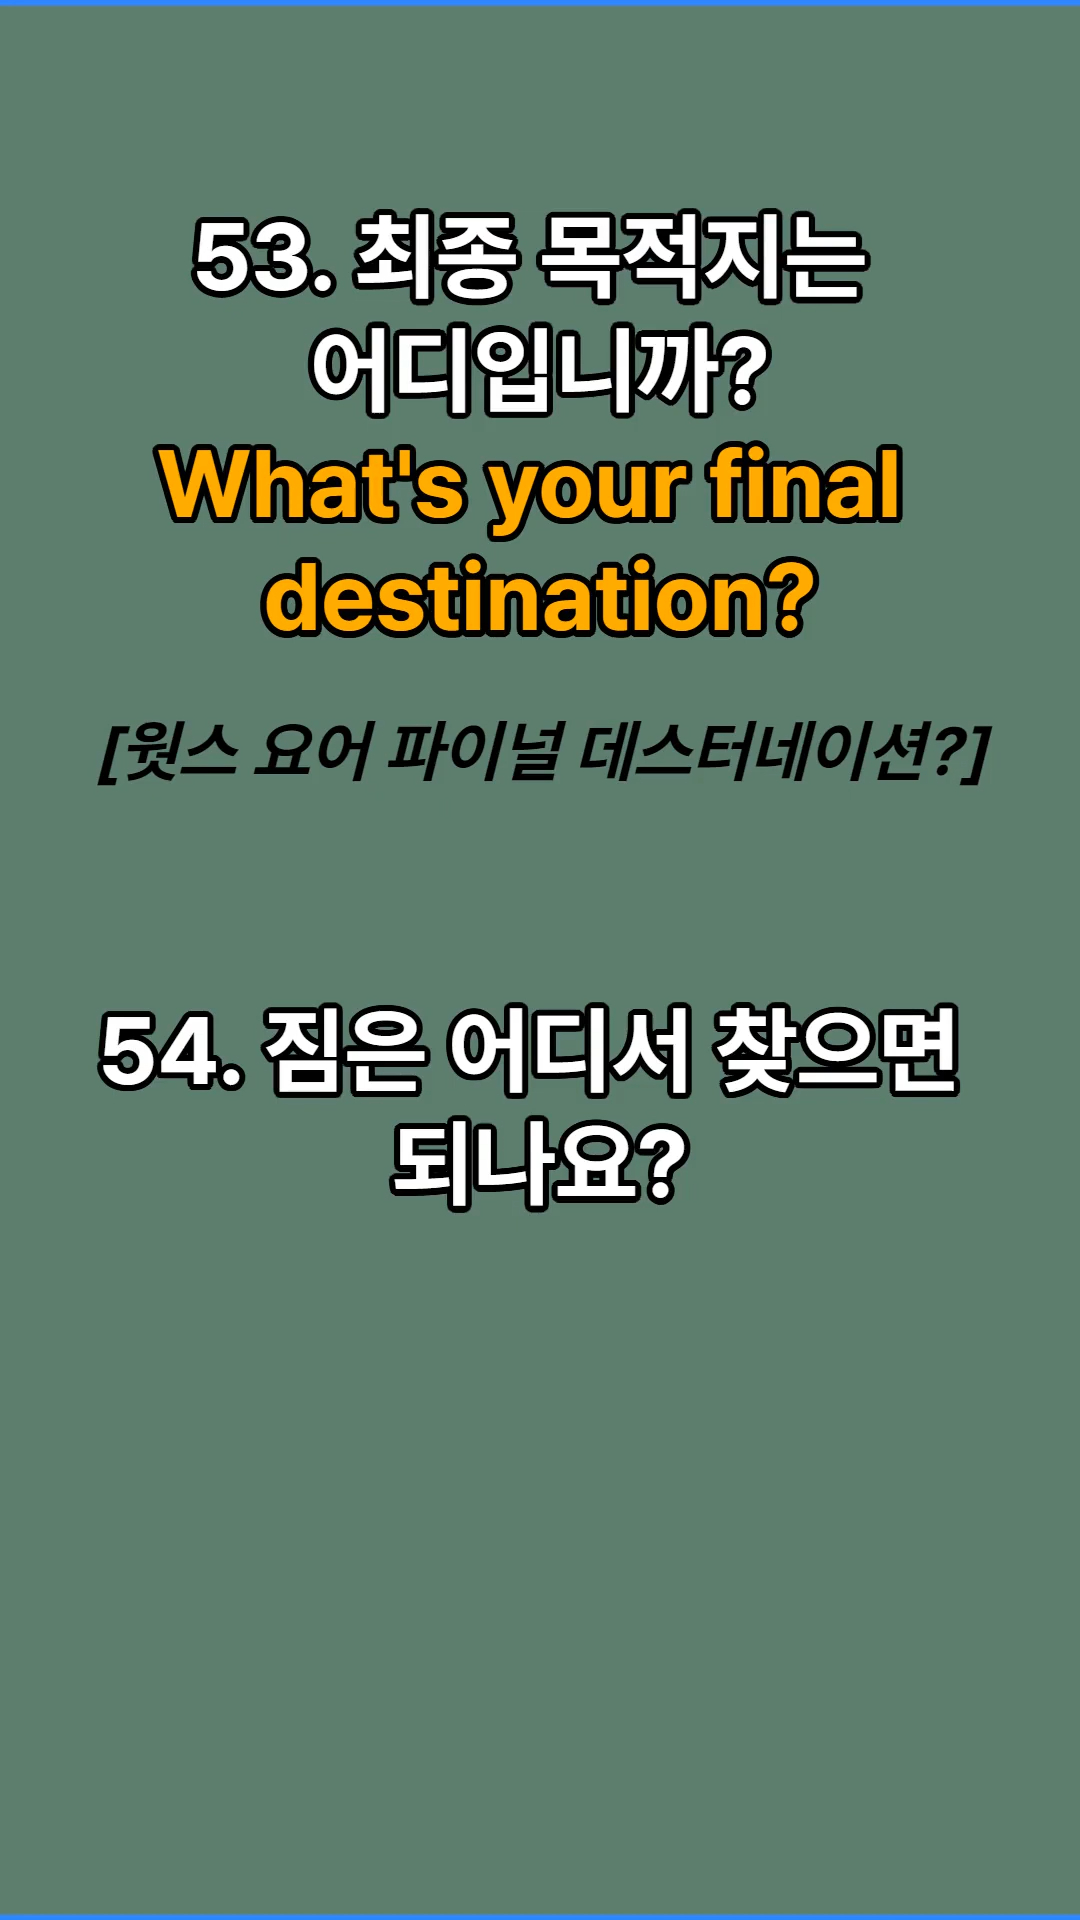 53. 최종 목적지는
어디입니까?
What's your final
destination?
[윗스 요어 파이널 데스터네이션?]
54. 짐은 어디서 찾으면
되나요?